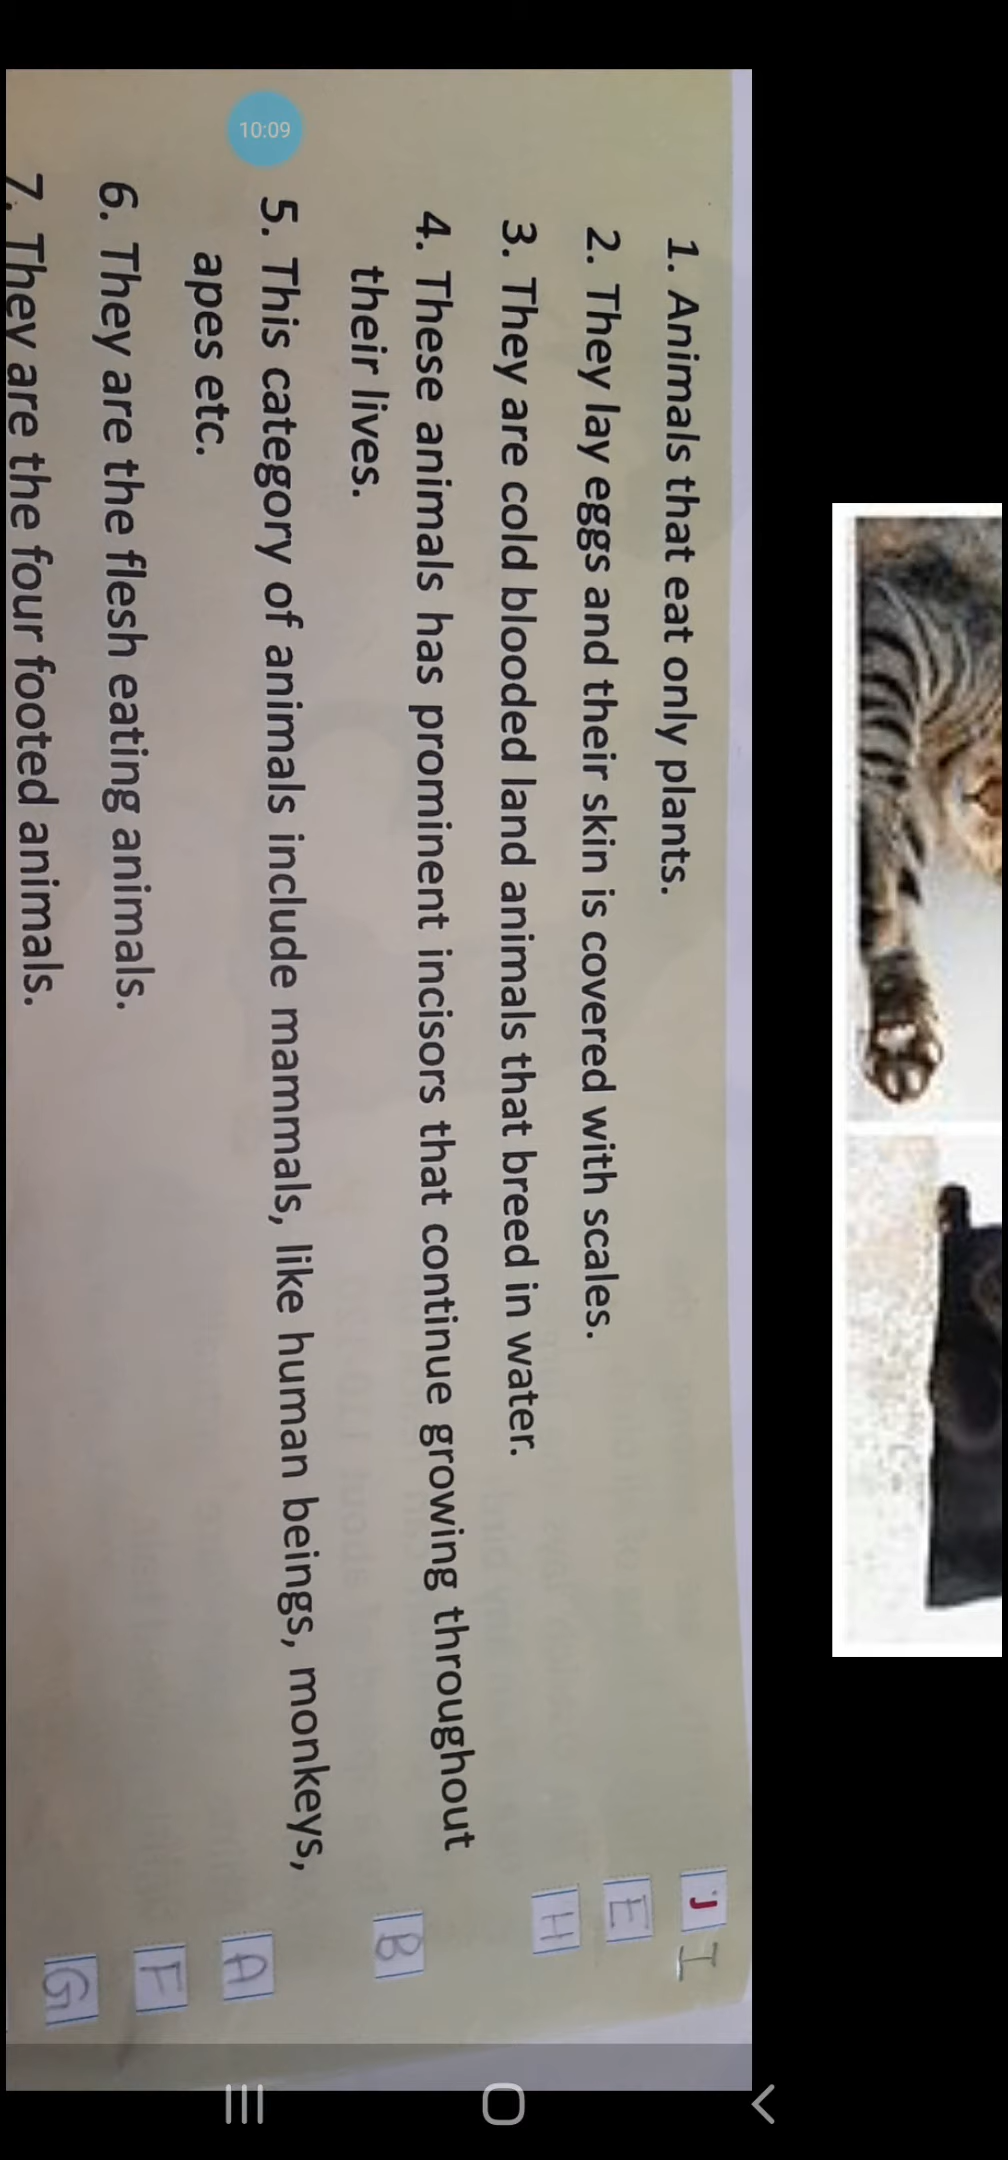 1. Animals that eat only plants. J I
2. They lay eggs and their skin is covered with scales. E
3. They are cold blooded land animals that breed in water. H
4. These animals has prominent incisors that continue growing throughout
their lives. B
5. This category of animals include mammals, like human beings, monkeys,
apes etc. A
6. They are the flesh eating animals. F
7. They are the four footed animals. G
10:09